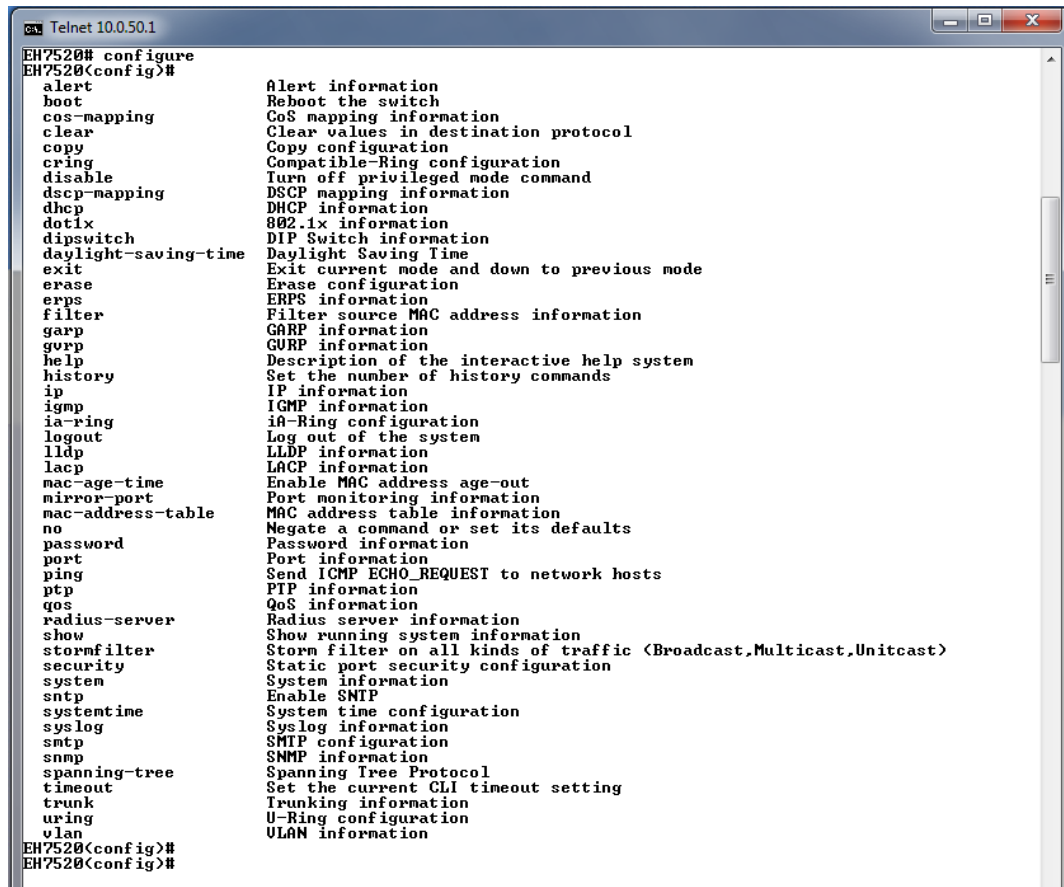 Telnet 10.0.50.1
EH7520# configure
EH7520(config)#
alert Alert information
boot Reboot the switch
cos-mapping CoS mapping information
clear Clear values in destination protocol
copy Copy configuration
cring Compatible-Ring configuration
disable Turn off privileged mode command
dscp-mapping DSCP mapping information
dhcp DHCP information
dot1x 802.1x information
dipswitch DIP Switch information
daylight-saving-time Daylight Saving Time
exit Exit current mode and down to previous mode
erase Erase configuration
erps ERPS information
filter Filter source MAC address information
garp GARP information
gvrp GVRP information
help Description of the interactive help system
history Set the number of history commands
ip IP information
igmp IGMP information
ia-ring iA-Ring configuration
logout Log out of the system
lldp LLDP information
lacp LACP information
mac-age-time Enable MAC address age-out
mirror-port Port monitoring information
mac-address-table MAC address table information
no Negate a command or set its defaults
password Password information
port Port information
ping Send ICMP ECHO_REQUEST to network hosts
ptp PTP information
qos QoS information
radius-server Radius server information
show Show running system information
stormfilter Storm filter on all kinds of traffic (Broadcast,Multicast,Unitcast)
security Static port security configuration
system System information
sntp Enable SNTP
systemtime System time configuration
syslog Syslog information
smtp SMTP configuration
snmp SNMP information
spanning-tree Spanning Tree Protocol
timeout Set the current CLI timeout setting
trunk Trunking information
uring U-Ring configuration
vlan VLAN information
EH7520(config)#
EH7520(config)#